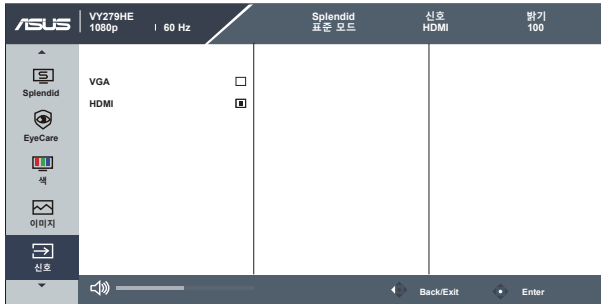 ASUS
VY279HE
1080p | 60 Hz
Splendid
표준 모드
신호
HDMI
밝기
100
Splendid
EyeCare
색
이미지
신호
VGA
HDMI
Back/Exit
Enter